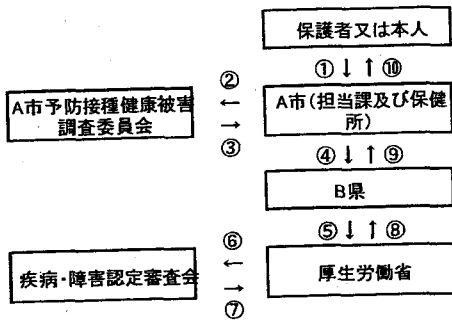 保護者又は本人
① ↓ ↑ ⑩
②
←
A市予防接種健康被害
調査委員会
→
③
A市(担当課及び保健
所)
④ ↓ ↑ ⑨
B県
⑤ ↓ ↑ ⑧
⑥
←
疾病・障害認定審査会
→
⑦
厚生労働省